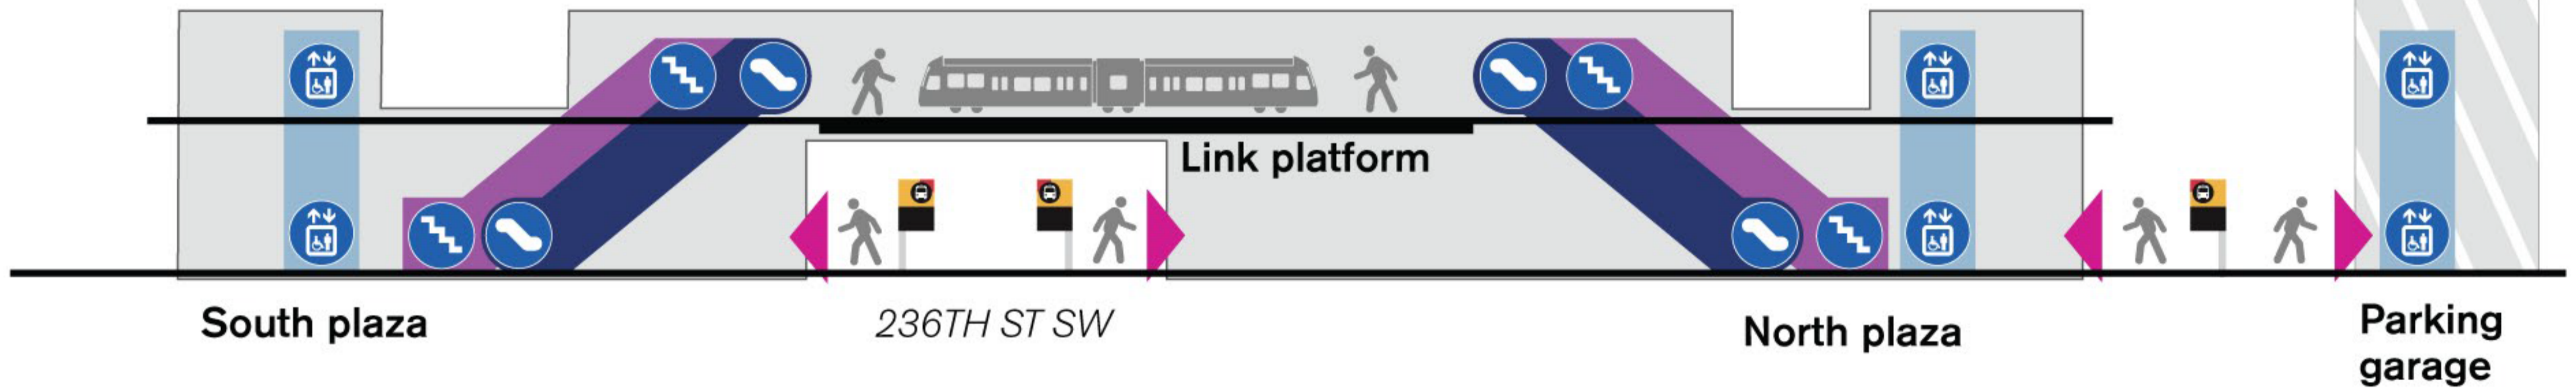 Link platform
South plaza
236TH ST SW
North plaza
Parking
garage